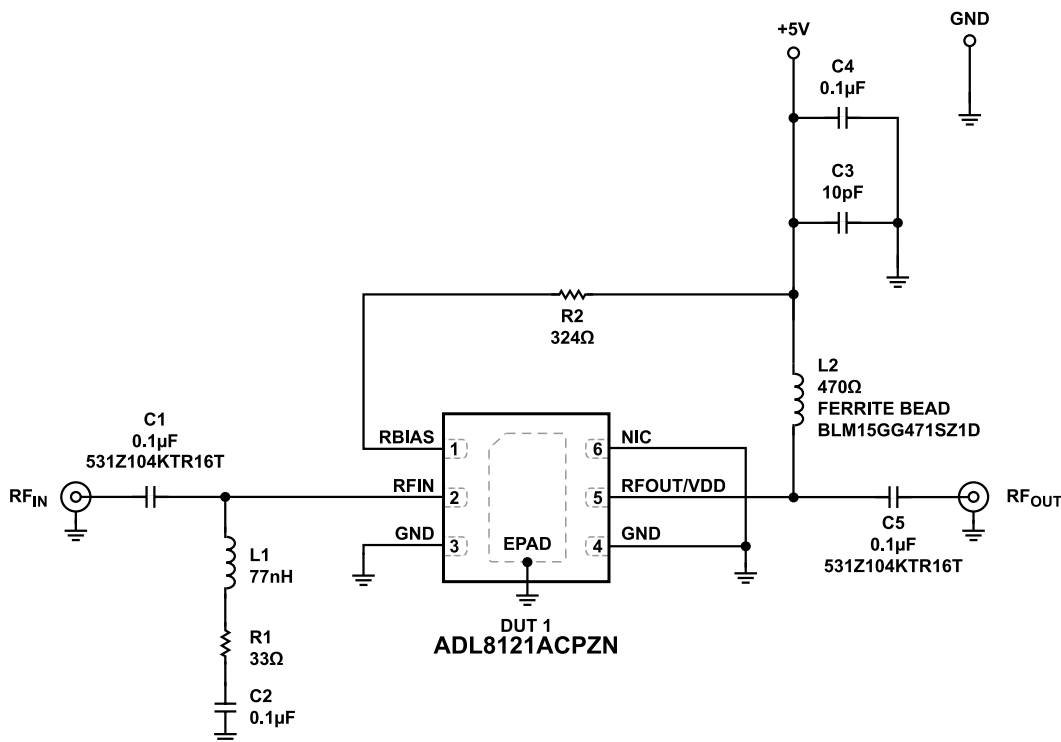 +5V
GND
C4
0.1µF
C3
10pF
R2
324Ω
L2
470Ω
FERRITE BEAD
BLM15GG471SZ1D
C1
0.1µF
531Z104KTR16T
RBIAS
1
6
NIC
RFIN
RFIN
2
5
RFOUT/VDD
RFOUT
GND
3
EPAD
4
GND
C5
0.1µF
531Z104KTR16T
L1
77nH
R1
33Ω
C2
0.1µF
DUT 1
ADL8121ACPZN